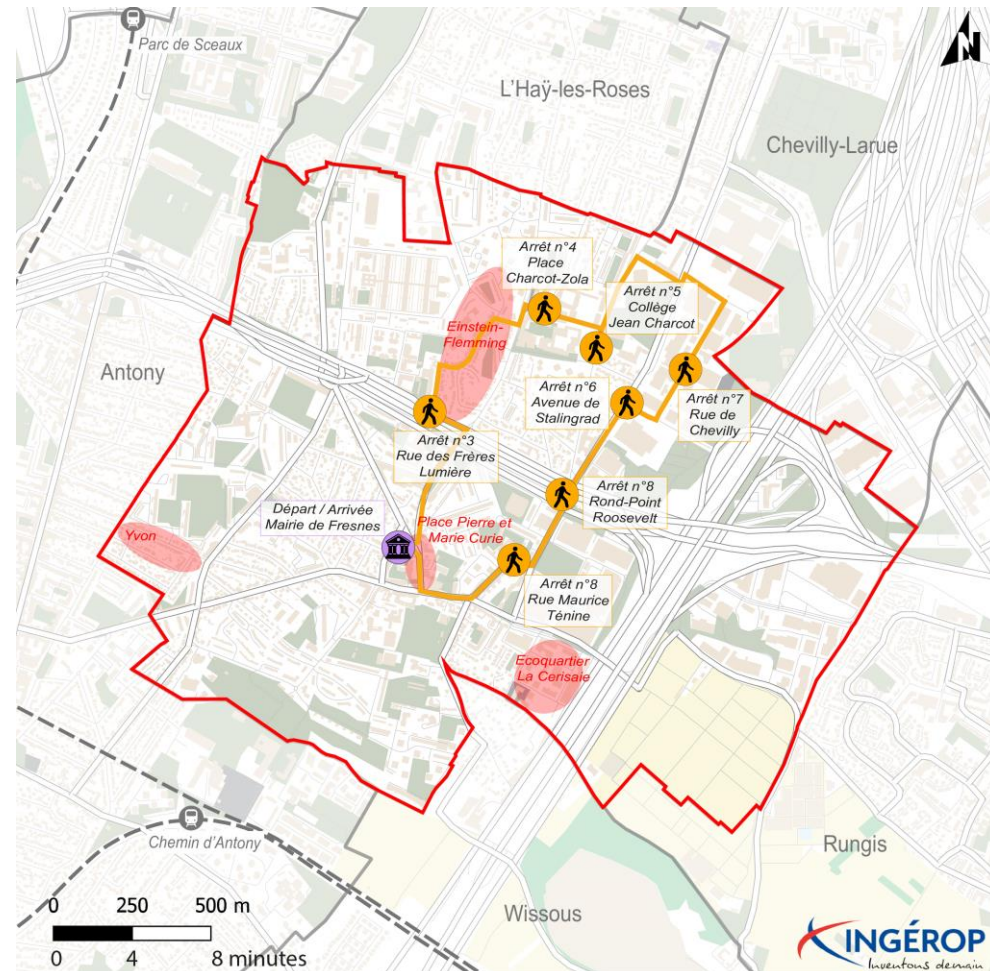 N
Parc de Sceaux
L'Haÿ-les-Roses
Chevilly-Larue
Arrêt n°4
Place
Charcot-Zola
Arrêt n°5
Collège
Jean Charcot
Einstein-
Flemming
Antony
Arrêt n°6
Avenue de
Stalingrad
Arrêt n°7
Rue de
Chevilly
Arrêt n°3
Rue des Frères
Lumière
Arrêt n°8
Rond-Point
Roosevelt
Départ / Arrivée
Mairie de Fresnes
Place Pierre et
Marie Curie
Yvon
Arrêt n°8
Rue Maurice
Ténine
Ecoquartier
La Cerisaie
Chemin d'Antony
Rungis
Wissous
0 250 500 m
0 4 8 minutes
INGÉROP
Inventons demain